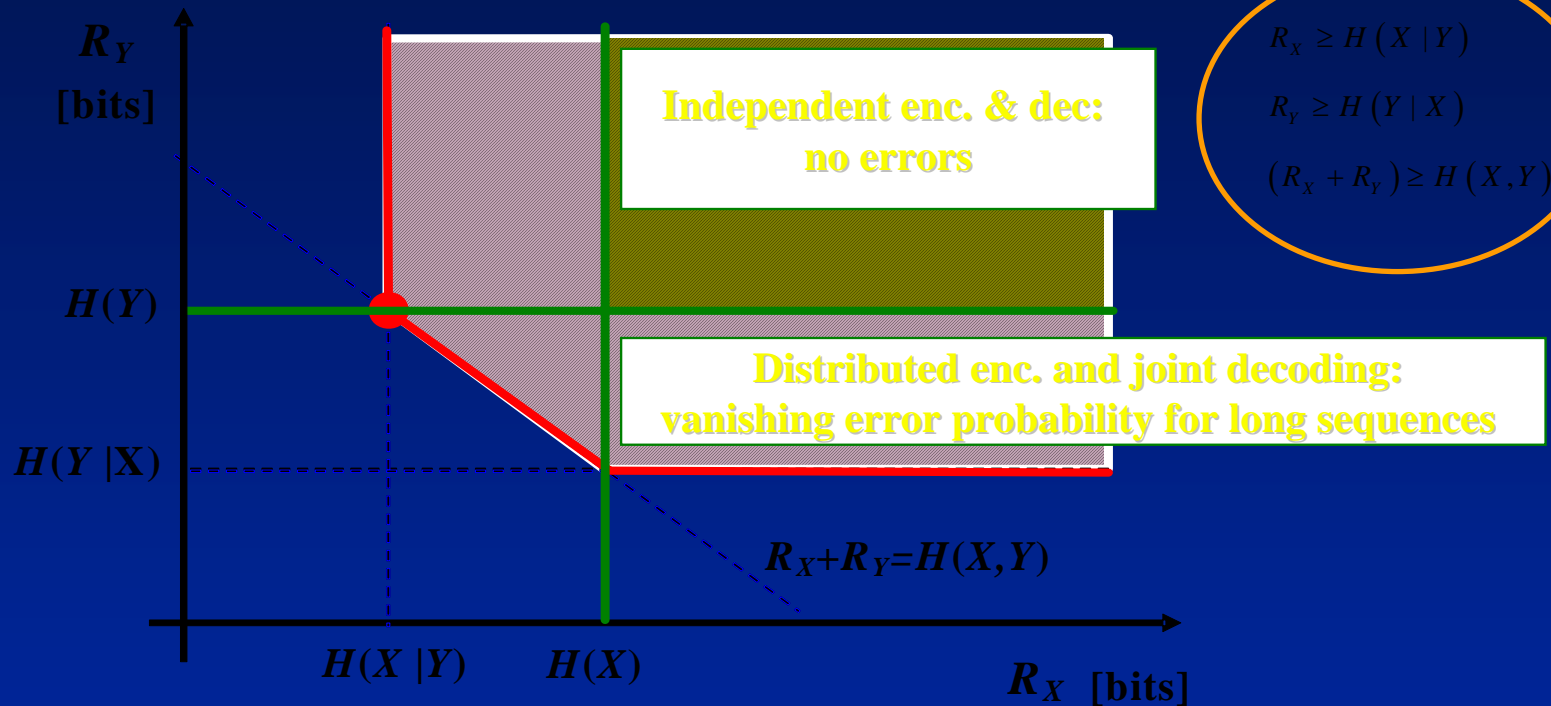 R_Y
[bits]
Independent enc. & dec:
no errors
R_X ≥ H(X | Y)
R_Y ≥ H(Y | X)
(R_X + R_Y) ≥ H(X,Y)
H(Y)
Distributed enc. and joint decoding:
vanishing error probability for long sequences
H(Y |X)
R_X+R_Y=H(X,Y)
H(X |Y)
H(X)
R_X [bits]